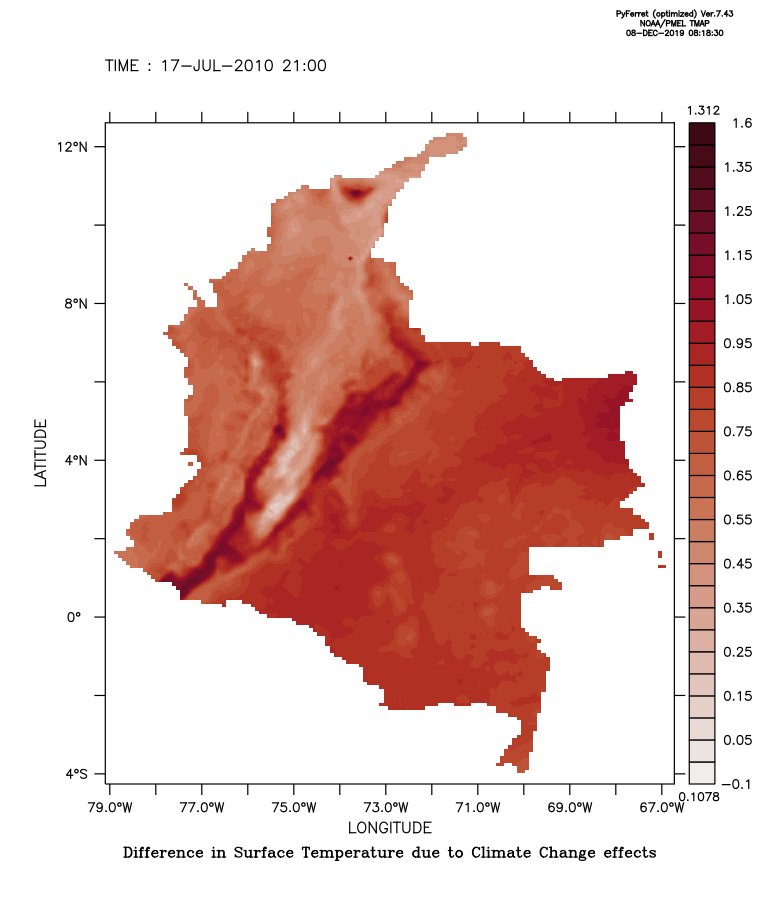 PyFerret (optimized) Ver.7.43
NOAA/PMEL TMAP
08-DEC-2019 08:18:30
TIME : 17-JUL-2010 21:00
1.312
1.6
12°N
1.35
1.25
1.15
8°N
1.05
0.95
0.85
LATITUDE
0.75
4°N
0.65
0.55
0.45
0°
0.35
0.25
0.15
0.05
4°S
-0.1
0.1078
79.0°W 77.0°W 75.0°W 73.0°W 71.0°W 69.0°W 67.0°W
LONGITUDE
Difference in Surface Temperature due to Climate Change effects